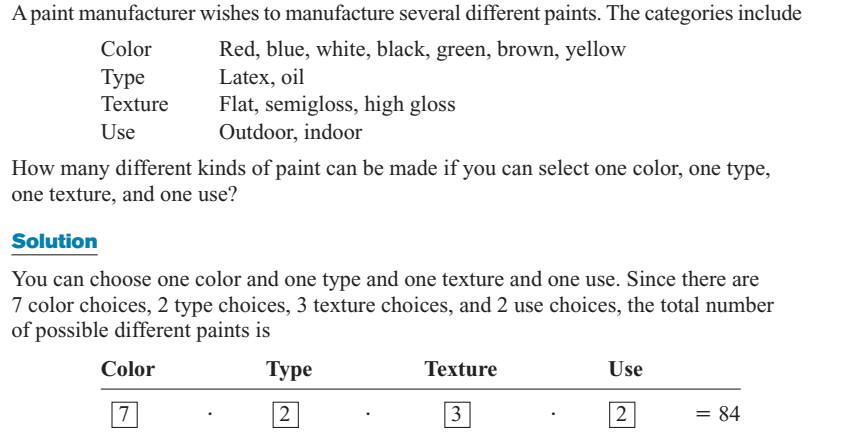 A paint manufacturer wishes to manufacture several different paints. The categories include
Color Red, blue, white, black, green, brown, yellow
Type Latex, oil
Texture Flat, semigloss, high gloss
Use Outdoor, indoor
How many different kinds of paint can be made if you can select one color, one type,
one texture, and one use?
Solution
You can choose one color and one type and one texture and one use. Since there are
7 color choices, 2 type choices, 3 texture choices, and 2 use choices, the total number
of possible different paints is
Color Type Texture Use
7 · 2 · 3 · 2 = 84